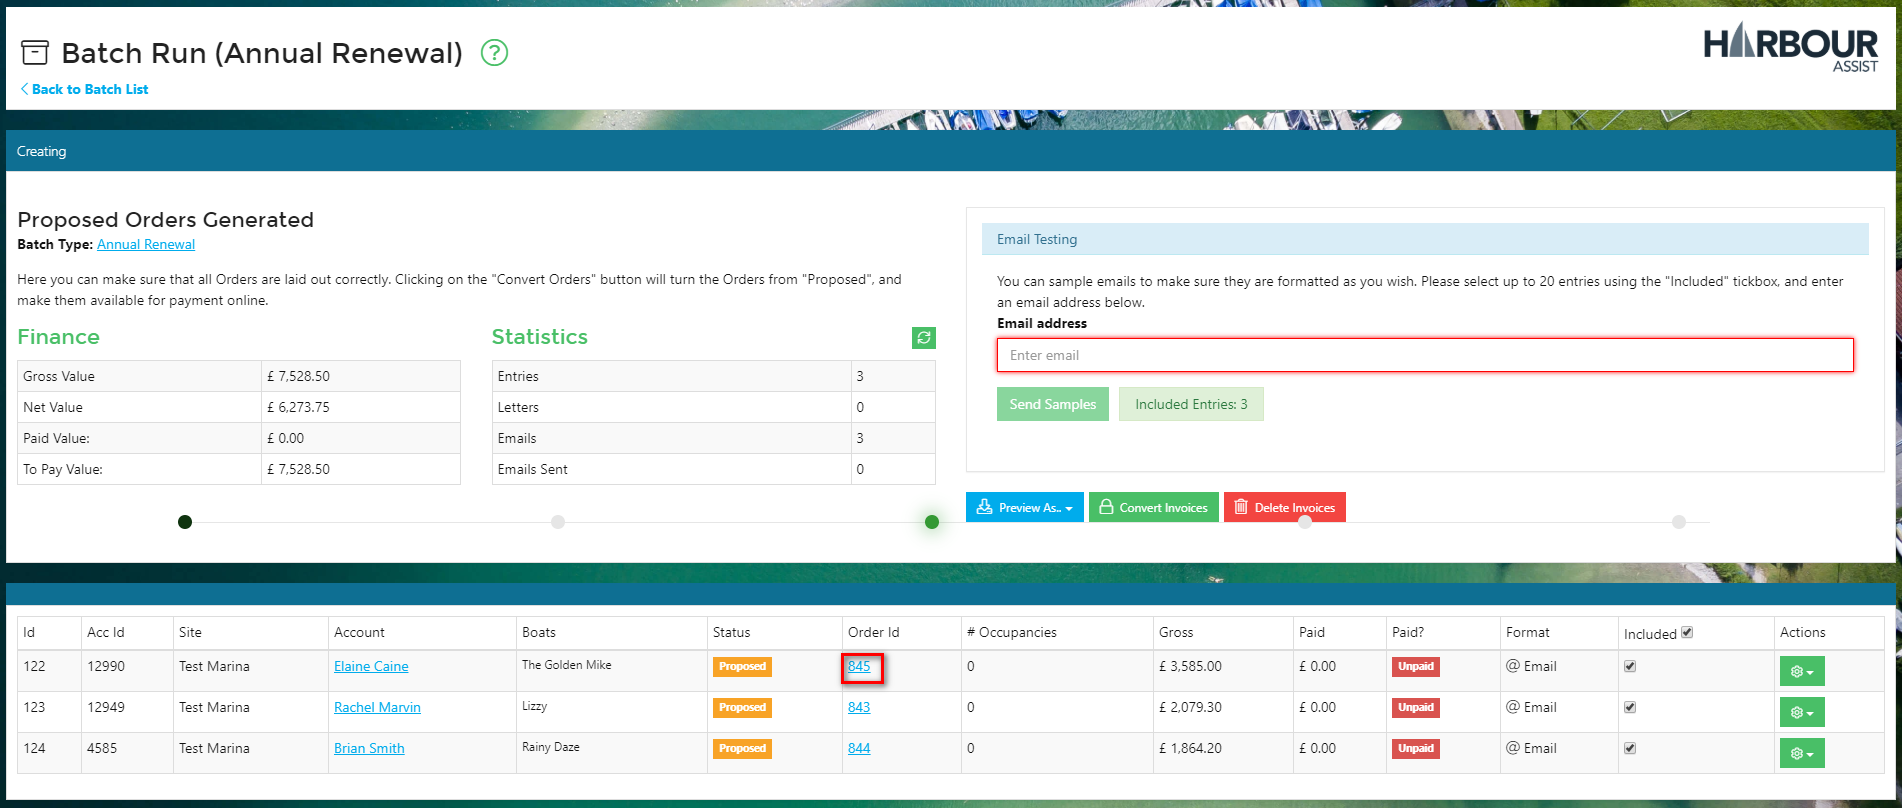 Batch Run (Annual Renewal) ?
HARBOUR
ASSIST
Back to Batch List
Creating
Proposed Orders Generated
Batch Type: Annual Renewal
Here you can make sure that all Orders are laid out correctly. Clicking on the "Convert Orders" button will turn the Orders from "Proposed", and
make them available for payment online.
Finance
Gross Value £ 7,528.50
Net Value £ 6,273.75
Paid Value: £ 0.00
To Pay Value: £ 7,528.50
Statistics
Entries 3
Letters 0
Emails 3
Emails Sent 0
Email Testing
You can sample emails to make sure they are formatted as you wish. Please select up to 20 entries using the "Included" tickbox, and enter
an email address below.
Email address
Enter email
Send Samples Included Entries: 3
Preview As.. Convert Invoices Delete Invoices
Id Acc Id Site Account Boats Status Order Id # Occupancies Gross Paid Paid? Format Included Actions
122 12990 Test Marina Elaine Caine The Golden Mike Proposed 845 0 £ 3,585.00 £ 0.00 Unpaid @ Email
123 12949 Test Marina Rachel Marvin Lizzy Proposed 843 0 £ 2,079.30 £ 0.00 Unpaid @ Email
124 4585 Test Marina Brian Smith Rainy Daze Proposed 844 0 £ 1,864.20 £ 0.00 Unpaid @ Email